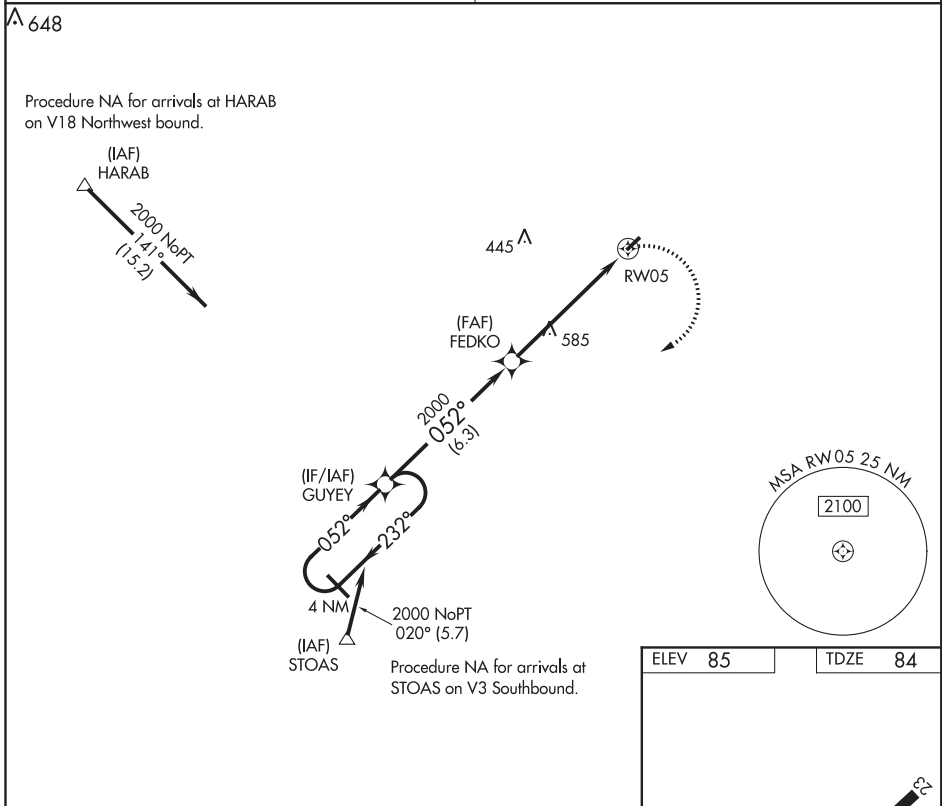 648
Procedure NA for arrivals at HARAB
on V18 Northwest bound.
(IAF)
HARAB
2000 NoPT
141°
(15.2)
445
RW05
(FAF)
FEDKO
585
2000
052°
(6.3)
(IF/IAF)
GUYEY
052°
232°
4 NM
2000 NoPT
020° (5.7)
(IAF)
STOAS
Procedure NA for arrivals at
STOAS on V3 Southbound.
MSA RW05 25 NM
2100
ELEV 85
TDZE 84
23